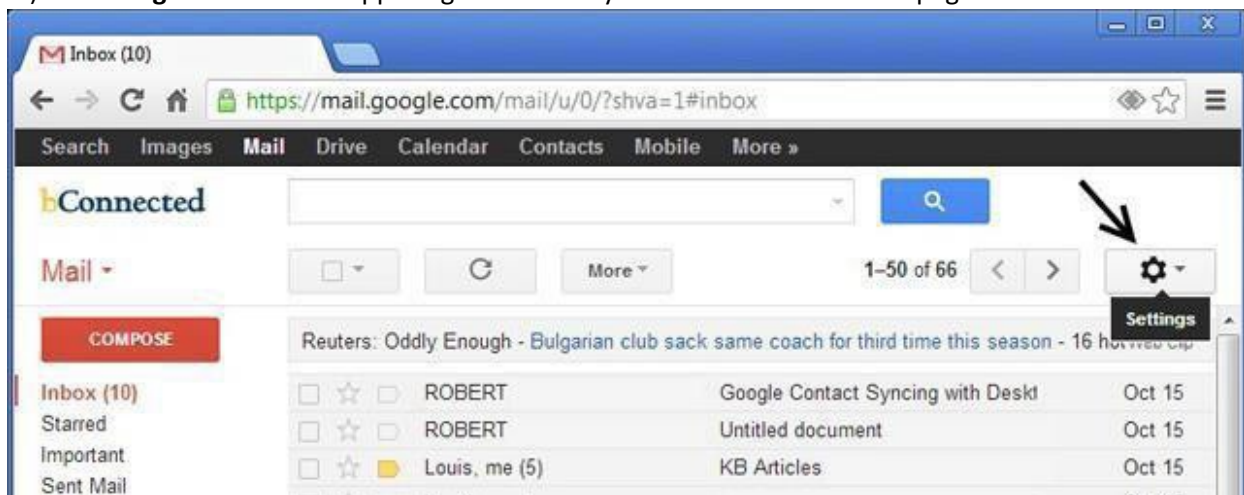 Inbox (10)
https://mail.google.com/mail/u/0/?shva=1#inbox
Search Images Mail Drive Calendar Contacts Mobile More »
bConnected
Mail
More
1–50 of 66
Settings
COMPOSE
Reuters: Oddly Enough - Bulgarian club sack same coach for third time this season - 16 Web Clip
Inbox (10)
ROBERT Google Contact Syncing with Deskt Oct 15
Starred
ROBERT Untitled document Oct 15
Important
Louis, me (5) KB Articles Oct 15
Sent Mail